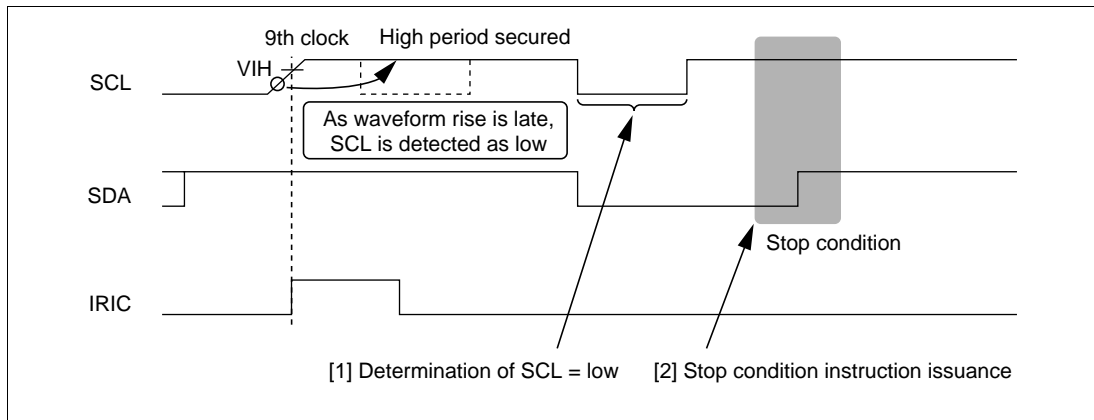 9th clock
High period secured
VIH
SCL
As waveform rise is late,
SCL is detected as low
SDA
Stop condition
IRIC
[1] Determination of SCL = low
[2] Stop condition instruction issuance